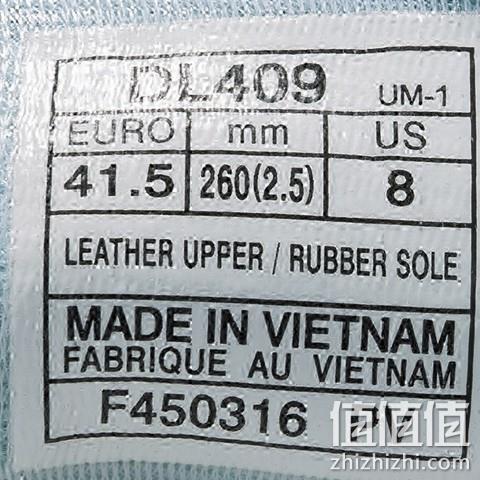 DL409 UM-1
EURO mm US
41.5 260(2.5) 8
LEATHER UPPER / RUBBER SOLE
MADE IN VIETNAM
FABRIQUE AU VIETNAM
F450316
值值值
zhizhizhi.com